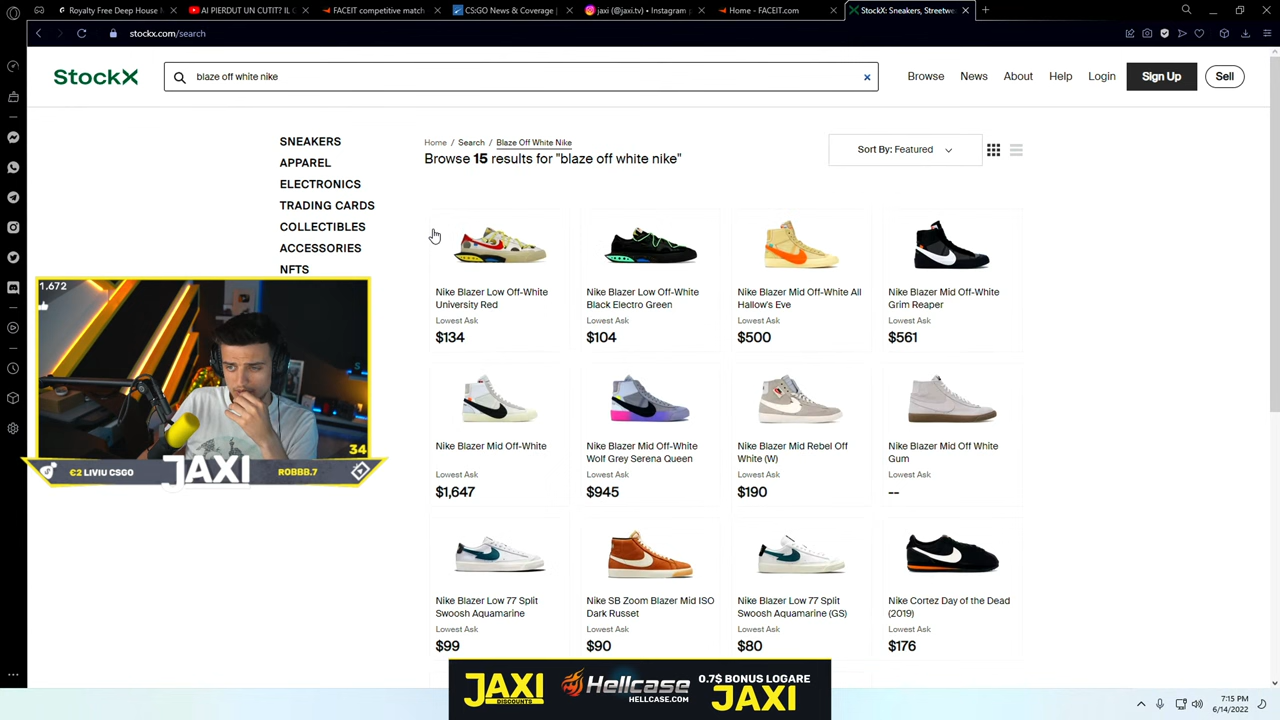 Royalty Free Deep House M
AI PIERDUT UN CUTIT? IL C
FACEIT competitive match
CS:GO News & Coverage |
jaxi (@jaxi.tv) • Instagram p
Home - FACEIT.com
StockX: Sneakers, Streetwe
stockx.com/search
StockX
blaze off white nike
Browse
News
About
Help
Login
Sign Up
Sell
SNEAKERS
APPAREL
ELECTRONICS
TRADING CARDS
COLLECTIBLES
ACCESSORIES
NFTS
Home / Search / Blaze Off White Nike
Browse 15 results for "blaze off white nike"
Sort By: Featured
Nike Blazer Low Off-White
University Red
Lowest Ask
$134
Nike Blazer Low Off-White
Black Electro Green
Lowest Ask
$104
Nike Blazer Mid Off-White All
Hallow's Eve
Lowest Ask
$500
Nike Blazer Mid Off-White
Grim Reaper
Lowest Ask
$561
Nike Blazer Mid Off-White
Lowest Ask
$1,647
Nike Blazer Mid Off-White
Wolf Grey Serena Queen
Lowest Ask
$945
Nike Blazer Mid Rebel Off
White (W)
Lowest Ask
$190
Nike Blazer Mid Off White
Gum
Lowest Ask
--
Nike Blazer Low 77 Split
Swoosh Aquamarine
Lowest Ask
$99
Nike SB Zoom Blazer Mid ISO
Dark Russet
Lowest Ask
$90
Nike Blazer Low 77 Split
Swoosh Aquamarine (GS)
Lowest Ask
$80
Nike Cortez Day of the Dead
(2019)
Lowest Ask
$176
1.672
34
€2 LIVIU CSGO
JAXI
R0BBB.7
JAXI
DISCOUNTS
Hellcase
HELLCASE.COM
0.7$ BONUS LOGARE
JAXI
7:15 PM
6/14/2022